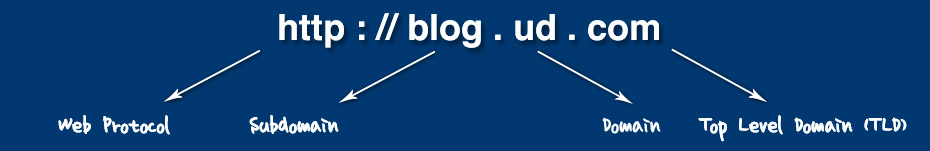 http : // blog . ud . com
Web Protocol Subdomain Domain Top Level Domain (TLD)